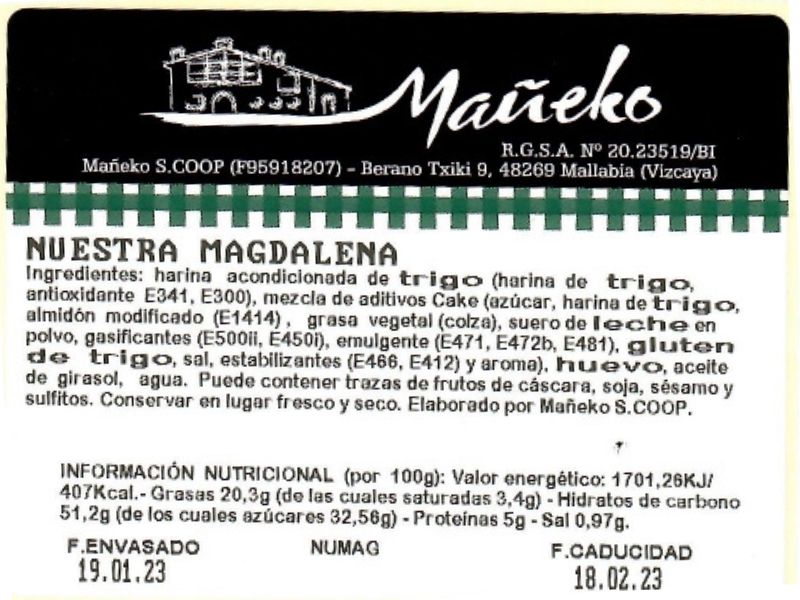 Mañeko
R.G.S.A. Nº 20.23519/BI
Mañeko S.COOP (F95918207) - Berano Txiki 9, 48269 Mallabia (Vizcaya)
NUESTRA MAGDALENA
Ingredientes: harina acondicionada de trigo (harina de trigo,
antioxidante E341, E300), mezcla de aditivos Cake (azúcar, harina de trigo,
almidón modificado (E1414), grasa vegetal (colza), suero de leche en
polvo, gasificantes (E500ii, E450i), emulgente (E471, E472b, E481), gluten
de trigo, sal, estabilizantes (E466, E412) y aroma), huevo, aceite
de girasol, agua. Puede contener trazas de frutos de cáscara, soja, sésamo y
sulfitos. Conservar en lugar fresco y seco. Elaborado por Mañeko S.COOP.
INFORMACIÓN NUTRICIONAL (por 100g): Valor energético: 1701,26KJ/
407Kcal.- Grasas 20,3g (de las cuales saturadas 3,4g) - Hidratos de carbono
51,2g (de los cuales azúcares 32,56g) - Proteínas 5g - Sal 0,97g.
F.ENVASADO NUMAG F.CADUCIDAD
19.01.23 18.02.23